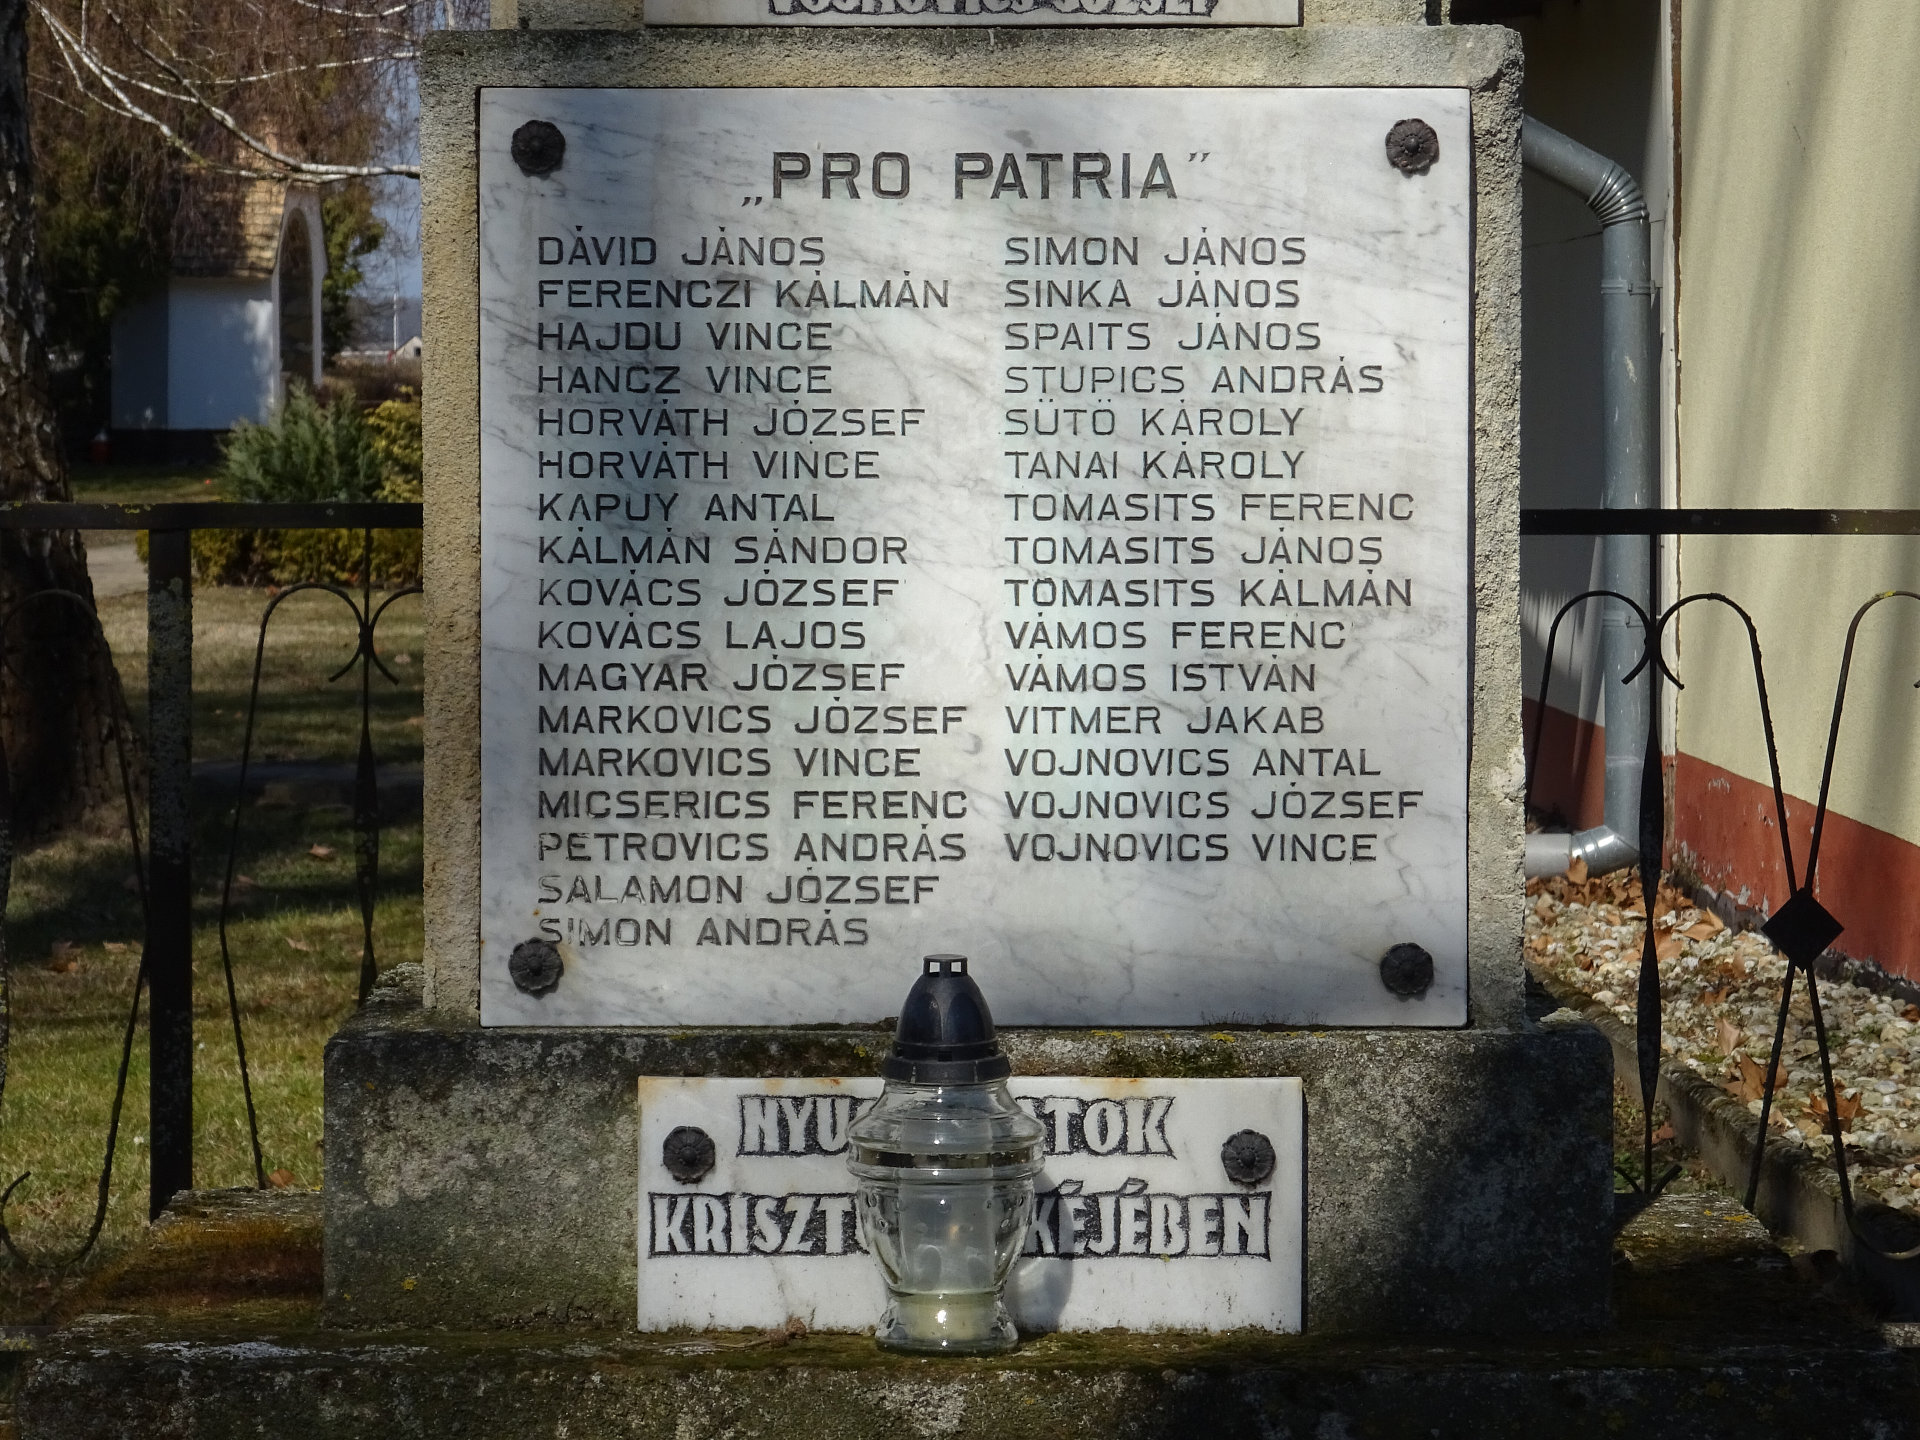 „PRO PATRIA”
DÁVID JÁNOS
FERENCZI KÁLMÁN
HAJDU VINCE
HANCZ VINCE
HORVÁTH JÓZSEF
HORVÁTH VINCE
KAPUY ANTAL
KÁLMÁN SÁNDOR
KOVÁCS JÓZSEF
KOVÁCS LAJOS
MAGYAR JÓZSEF
MARKOVICS JÓZSEF
MARKOVICS VINCE
MICSERICS FERENC
PETROVICS ANDRÁS
SALAMON JÓZSEF
SIMON ANDRÁS
SIMON JÁNOS
SINKA JÁNOS
SPAITS JÁNOS
STUPICS ANDRÁS
SÜTÖ KÁROLY
TANAI KÁROLY
TOMASITS FERENC
TOMASITS JÁNOS
TOMASITS KÁLMÁN
VÁMOS FERENC
VÁMOS ISTVÁN
VITMER JAKAB
VOJNOVICS ANTAL
VOJNOVICS JÓZSEF
VOJNOVICS VINCE